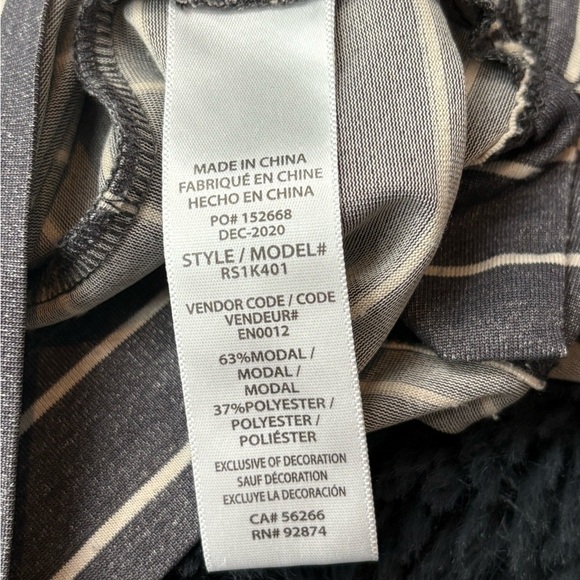 MADE IN CHINA
FABRIQUÉ EN CHINE
HECHO EN CHINA
PO# 152668
DEC-2020
STYLE / MODEL#
RS1K401
VENDOR CODE / CODE
VENDEUR#
EN0012
63%MODAL /
MODAL /
MODAL
37%POLYESTER /
POLYESTER /
POLIÉSTER
EXCLUSIVE OF DECORATION
SAUF DÉCORATION
EXCLUYE LA DECORACIÓN
CA# 56266
RN# 92874